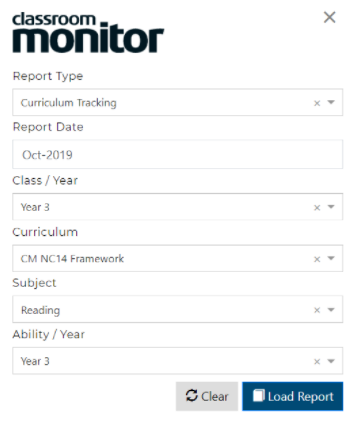 classroom
monitor
Report Type
Curriculum Tracking
Report Date
Oct-2019
Class / Year
Year 3
Curriculum
CM NC14 Framework
Subject
Reading
Ability / Year
Year 3
Clear
Load Report